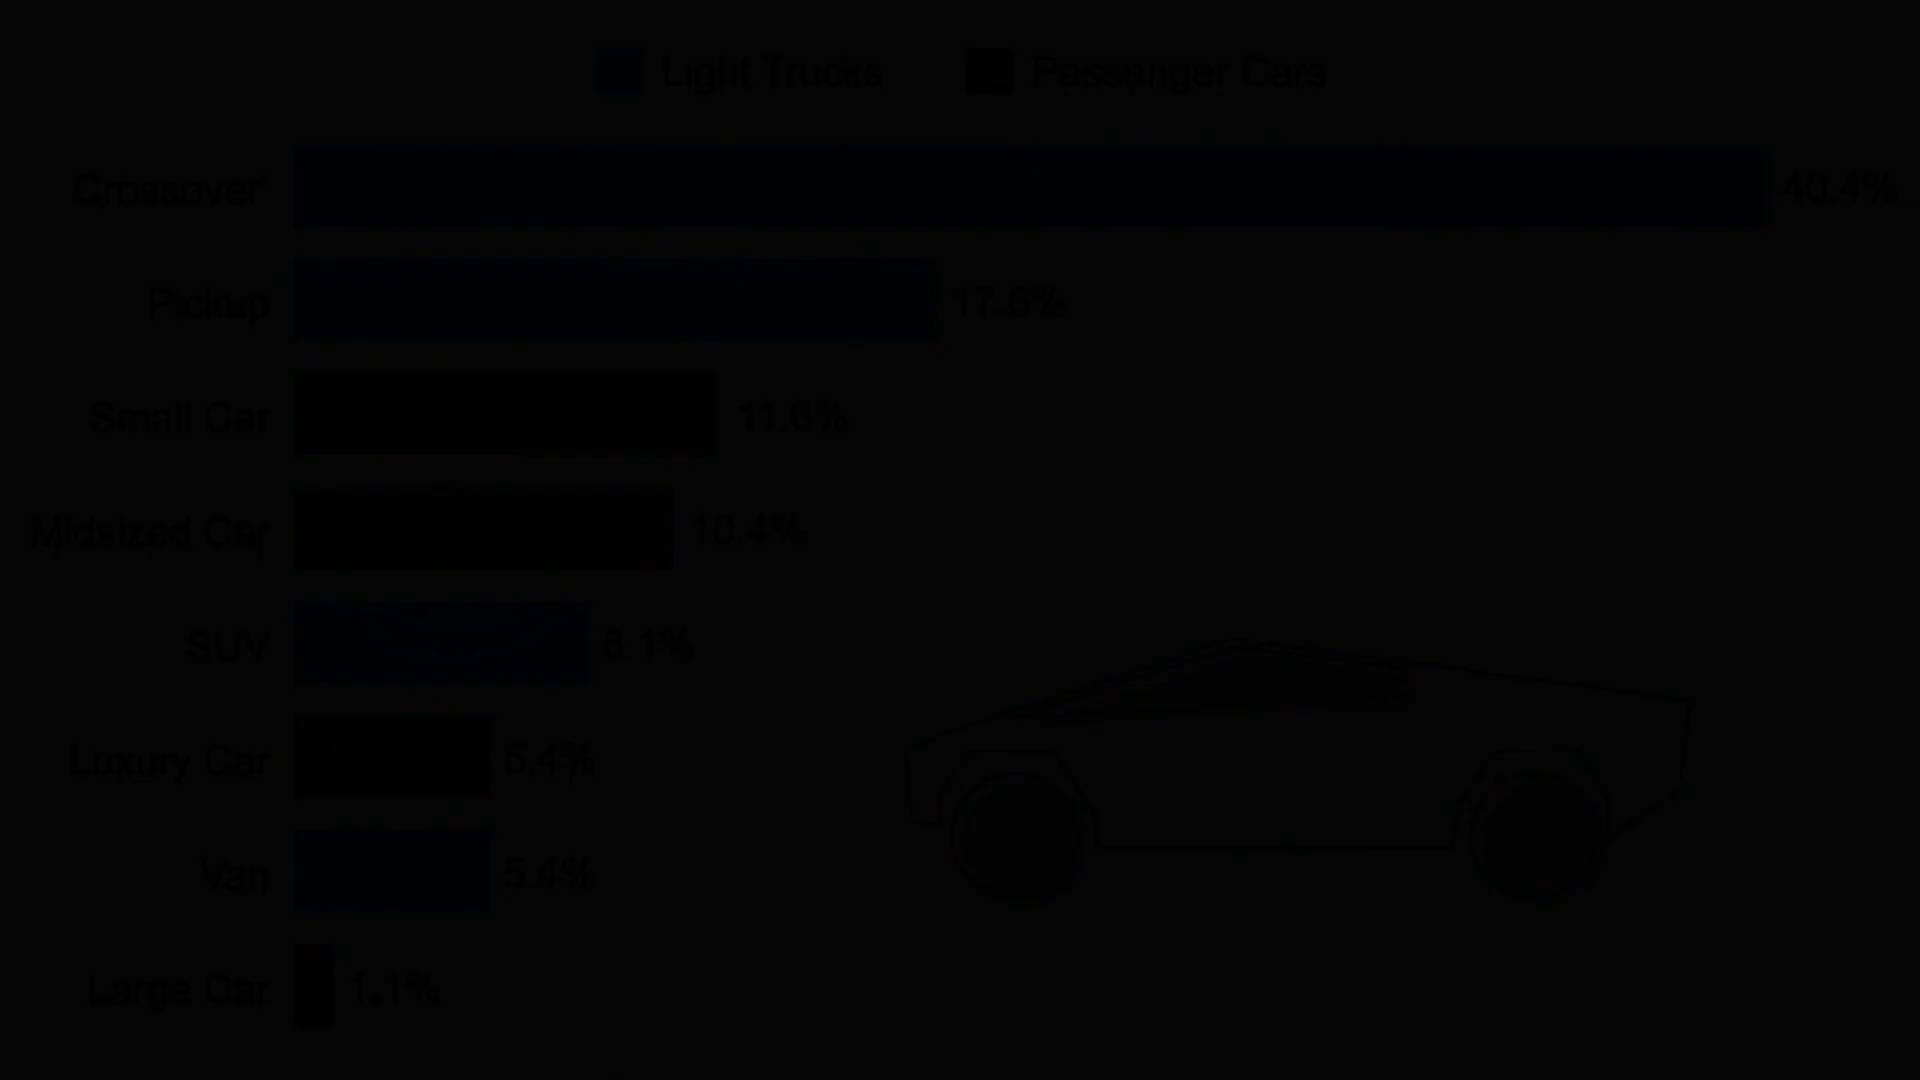 Light Trucks Passenger Cars
Crossover 40.4%
Pickup 17.6%
Small Car 11.6%
Midsized Car 10.4%
SUV 8.1%
Luxury Car 5.4%
Van 5.4%
Large Car 1.1%